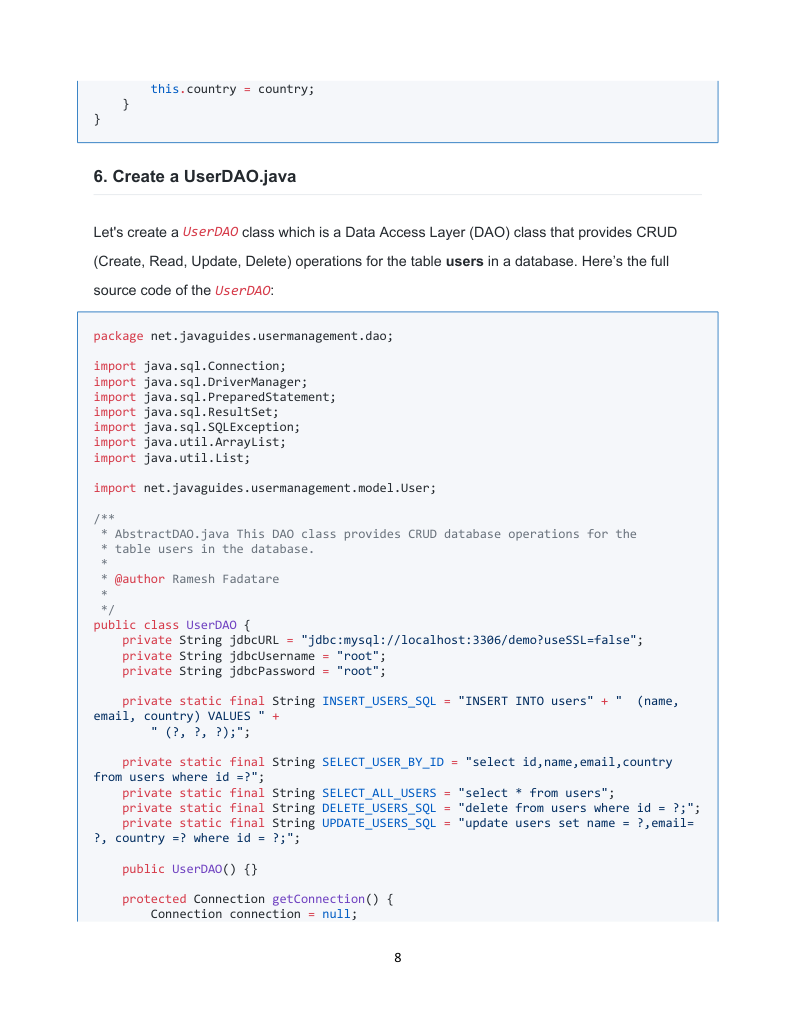 this.country = country;
    }
}
6. Create a UserDAO.java
Let's create a UserDAO class which is a Data Access Layer (DAO) class that provides CRUD
(Create, Read, Update, Delete) operations for the table users in a database. Here’s the full
source code of the UserDAO:
package net.javaguides.usermanagement.dao;

import java.sql.Connection;
import java.sql.DriverManager;
import java.sql.PreparedStatement;
import java.sql.ResultSet;
import java.sql.SQLException;
import java.util.ArrayList;
import java.util.List;

import net.javaguides.usermanagement.model.User;

/**
 * AbstractDAO.java This DAO class provides CRUD database operations for the
 * table users in the database.
 *
 * @author Ramesh Fadatare
 *
 */
public class UserDAO {
    private String jdbcURL = "jdbc:mysql://localhost:3306/demo?useSSL=false";
    private String jdbcUsername = "root";
    private String jdbcPassword = "root";

    private static final String INSERT_USERS_SQL = "INSERT INTO users" + "  (name,
email, country) VALUES " +
        " (?, ?, ?);";

    private static final String SELECT_USER_BY_ID = "select id,name,email,country
from users where id =?";
    private static final String SELECT_ALL_USERS = "select * from users";
    private static final String DELETE_USERS_SQL = "delete from users where id = ?;";
    private static final String UPDATE_USERS_SQL = "update users set name = ?,email=
?, country =? where id = ?;";

    public UserDAO() {}

    protected Connection getConnection() {
        Connection connection = null;
8